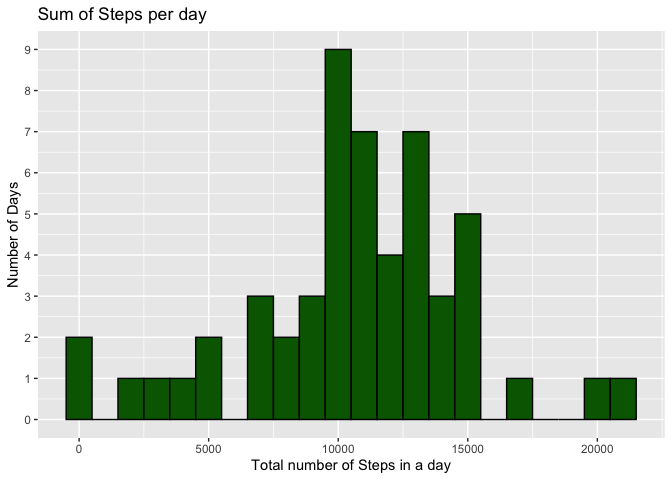 Sum of Steps per day
9
8
7
6
5
4
3
2
1
0
Number of Days
0 5000 10000 15000 20000
Total number of Steps in a day